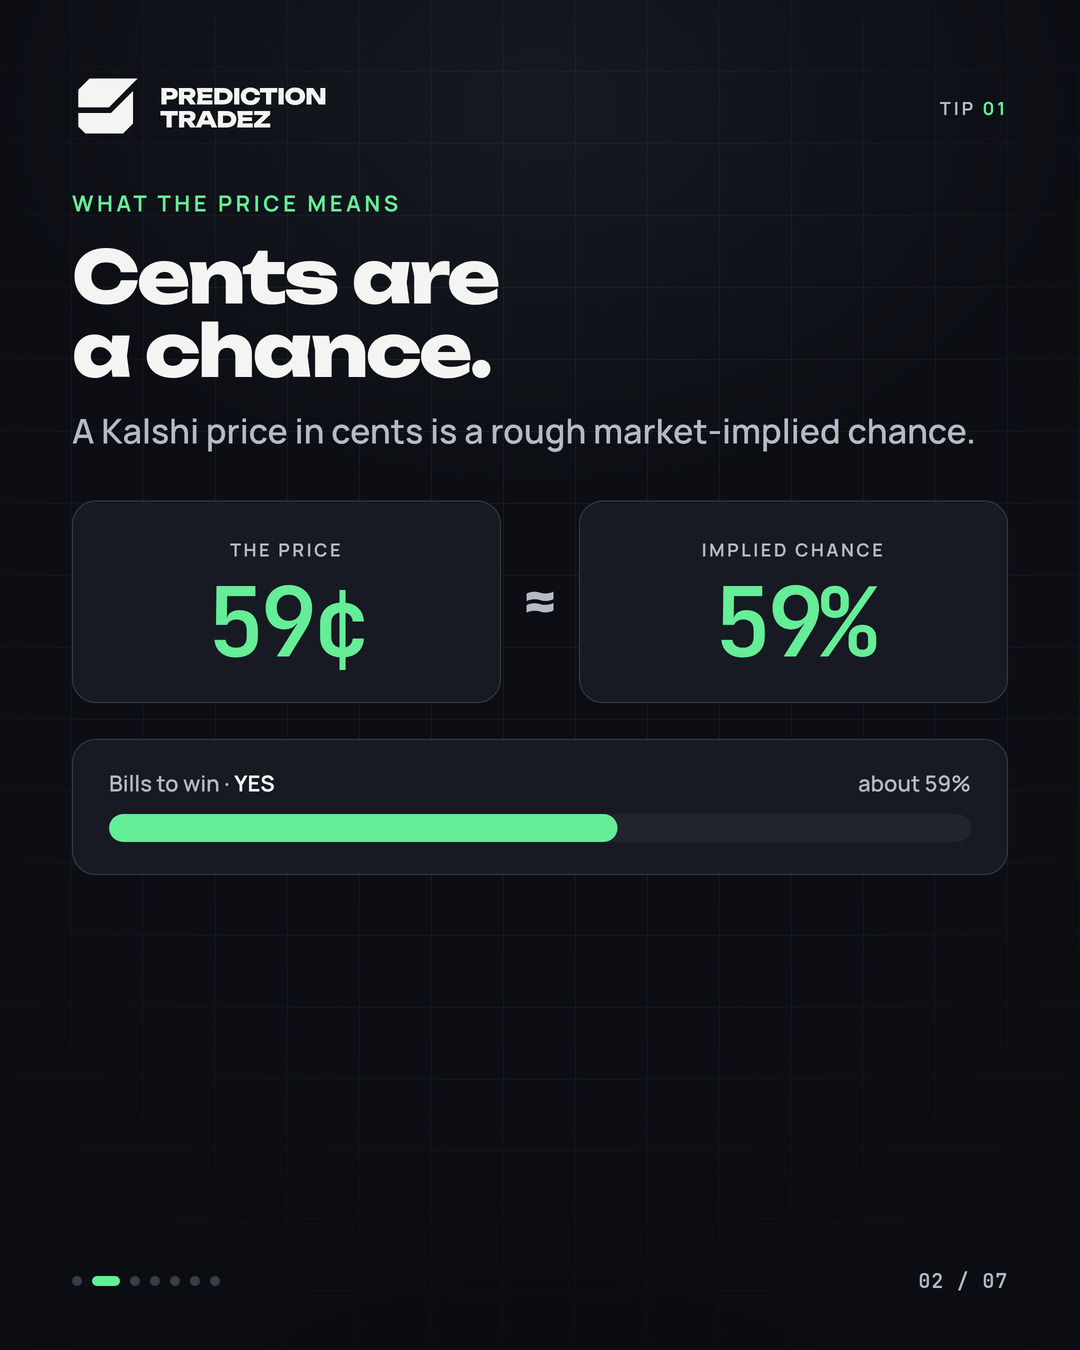 PREDICTION
TRADEZ
TIP 01
WHAT THE PRICE MEANS
Cents are
a chance.
A Kalshi price in cents is a rough market-implied chance.
THE PRICE
59¢
≈
IMPLIED CHANCE
59%
Bills to win · YES
about 59%
02 / 07